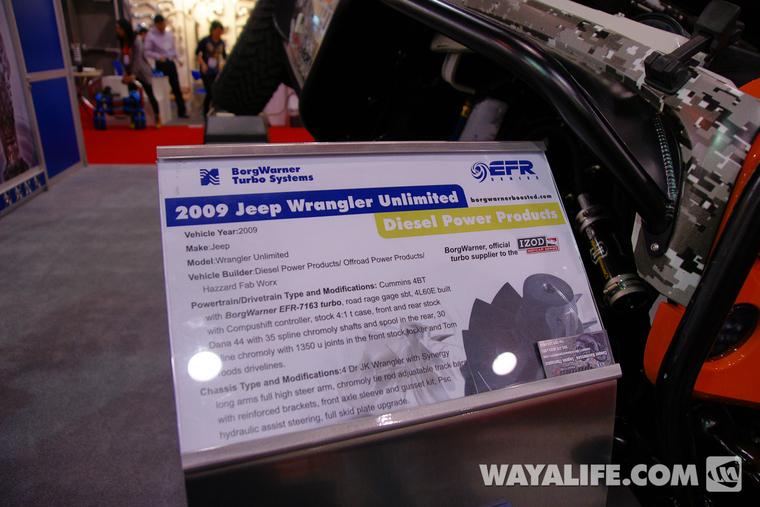 BorgWarner
Turbo Systems
EFR
SERIES
2009 Jeep Wrangler Unlimited
borgwarnerboosted.com
Diesel Power Products
Vehicle Year:2009
Make:Jeep
Model:Wrangler Unlimited
Vehicle Builder:Diesel Power Products/ Offroad Power Products/
Hazzard Fab Worx
BorgWarner, official
turbo supplier to the
IZOD
Powertrain/Drivetrain Type and Modifications: Cummins 4BT
with BorgWarner EFR-7163 turbo, road rage gage sbt, 4L60E built
with Compushift controller, stock 4:1 t case, front and rear stock
Dana 44 with 35 spline chromoly shafts and spool in the rear, 30
chromoly with 1350 u joints in the front stock locker and Tom
drivelines.
Chassis Type and Modifications:4 Dr JK Wrangler with Synergy
long arms full high steer arm, chromoly tie rod adjustable track bars
with reinforced brackets, front axle sleeve and gusset kit, Psc
hydraulic assist steering, full skid plate upgrade.
WAYALIFE.COM